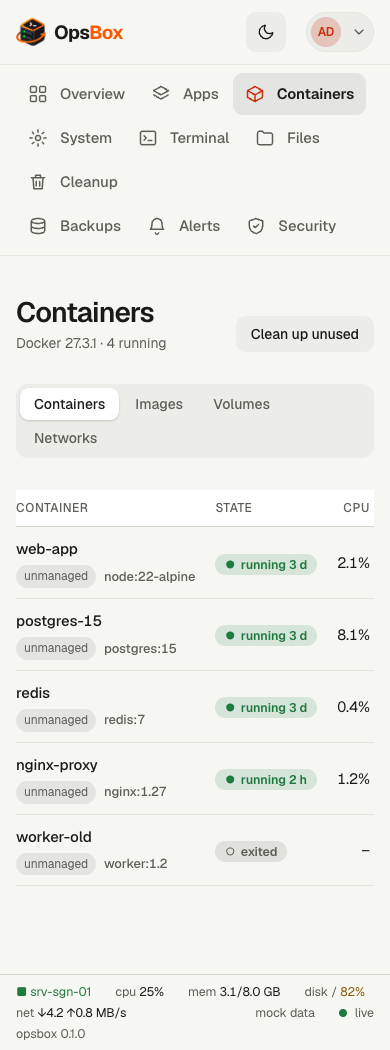 OpsBox
AD
Overview Apps Containers
System Terminal Files
Cleanup
Backups Alerts Security
Containers
Docker 27.3.1 · 4 running
Clean up unused
Containers Images Volumes
Networks
CONTAINER STATE CPU
web-app
unmanaged node:22-alpine
running 3 d 2.1%
postgres-15
unmanaged postgres:15
running 3 d 8.1%
redis
unmanaged redis:7
running 3 d 0.4%
nginx-proxy
unmanaged nginx:1.27
running 2 h 1.2%
worker-old
unmanaged worker:1.2
exited –
srv-sgn-01 cpu 25% mem 3.1/8.0 GB disk / 82%
net ↓4.2 ↑0.8 MB/s mock data live
opsbox 0.1.0